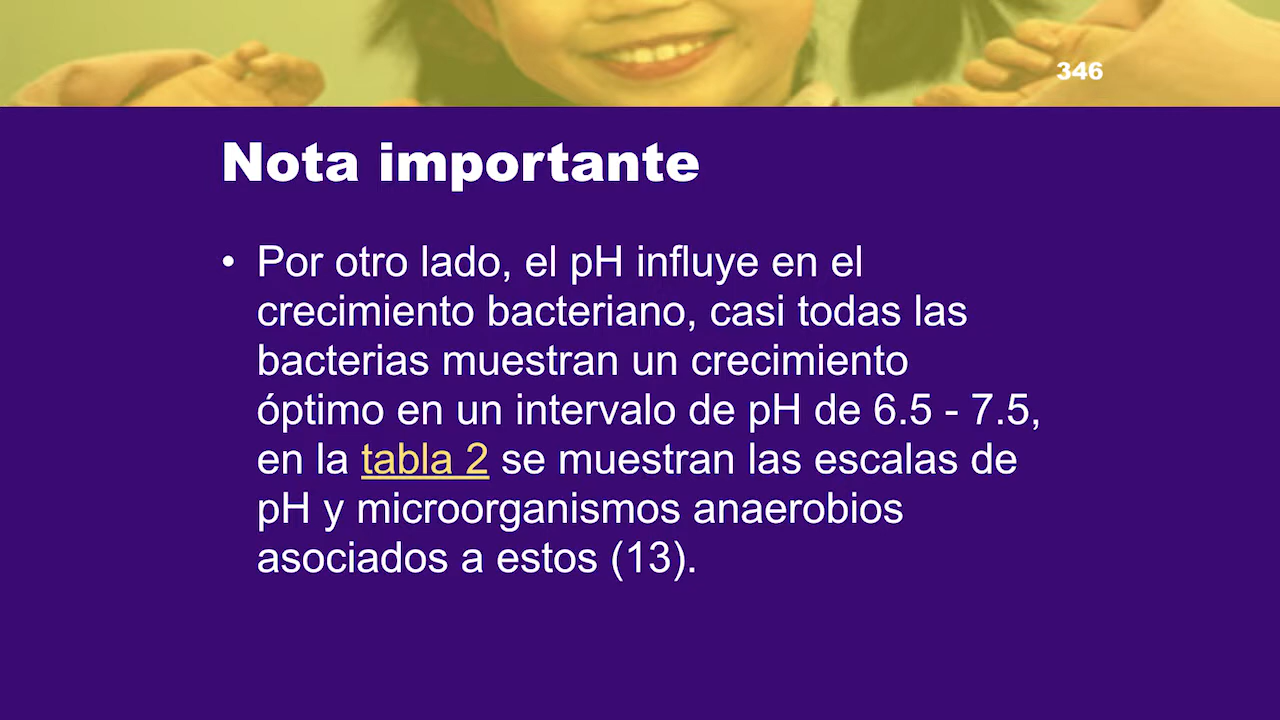 346
Nota importante
• Por otro lado, el pH influye en el
crecimiento bacteriano, casi todas las
bacterias muestran un crecimiento
óptimo en un intervalo de pH de 6.5 - 7.5,
en la tabla 2 se muestran las escalas de
pH y microorganismos anaerobios
asociados a estos (13).